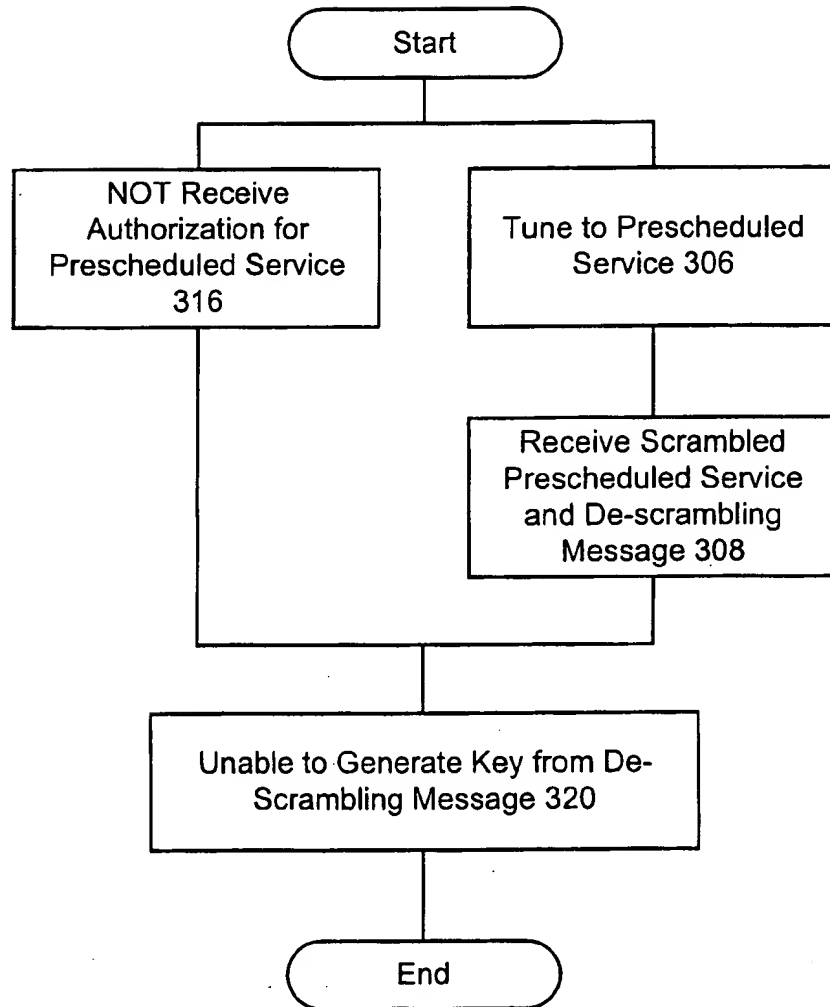 Start
NOT Receive
Authorization for
Prescheduled Service
316
Tune to Prescheduled
Service 306
Receive Scrambled
Prescheduled Service
and De-scrambling
Message 308
Unable to Generate Key from De-
Scrambling Message 320
End